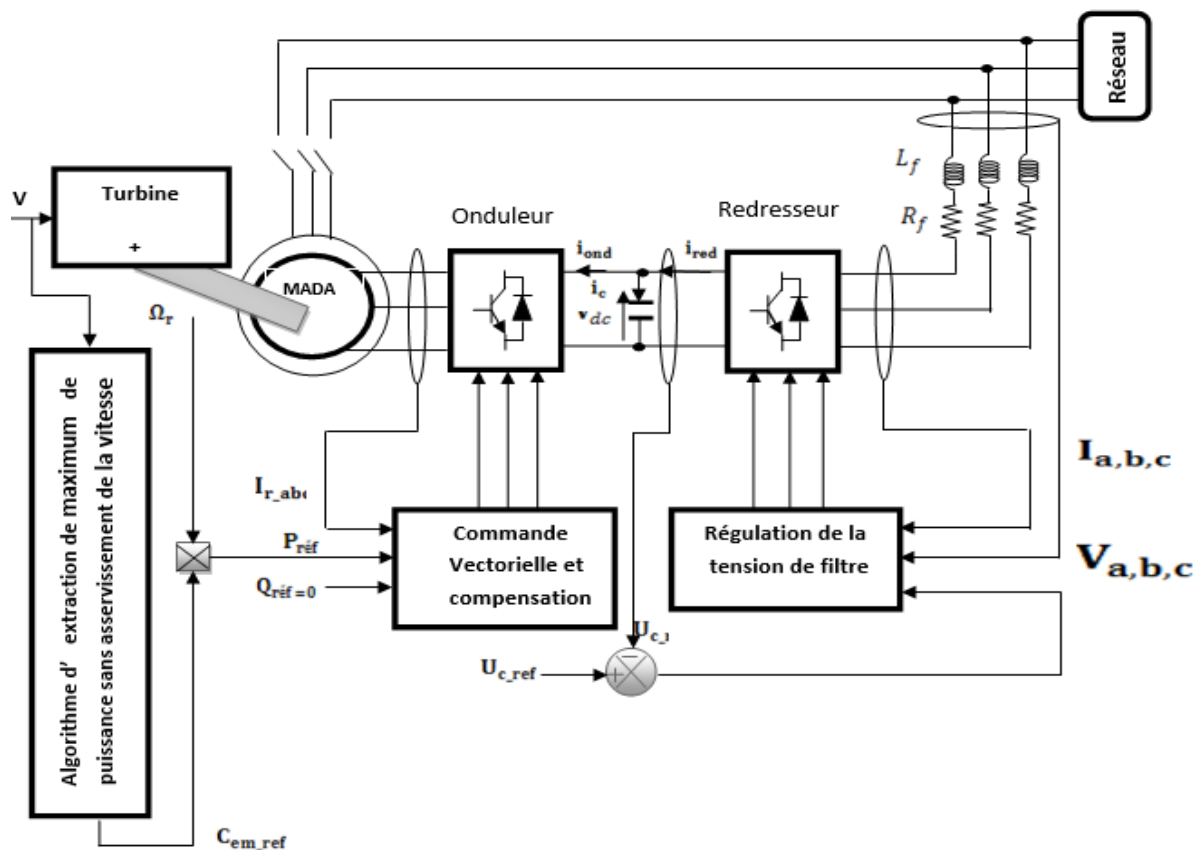 Réseau
L_f
R_f
V
Turbine
+
Onduleur
Redresseur
MADA
i_ond
i_red
i_c
v_dc
Ω_r
Algorithme d' extraction de maximum de
puissance sans asservissement de la vitesse
I_a,b,c
V_a,b,c
I_r_abc
P_réf
Q_réf = 0
Commande
Vectorielle et
compensation
Régulation de la
tension de filtre
−
+
U_c_ref
C_em_ref